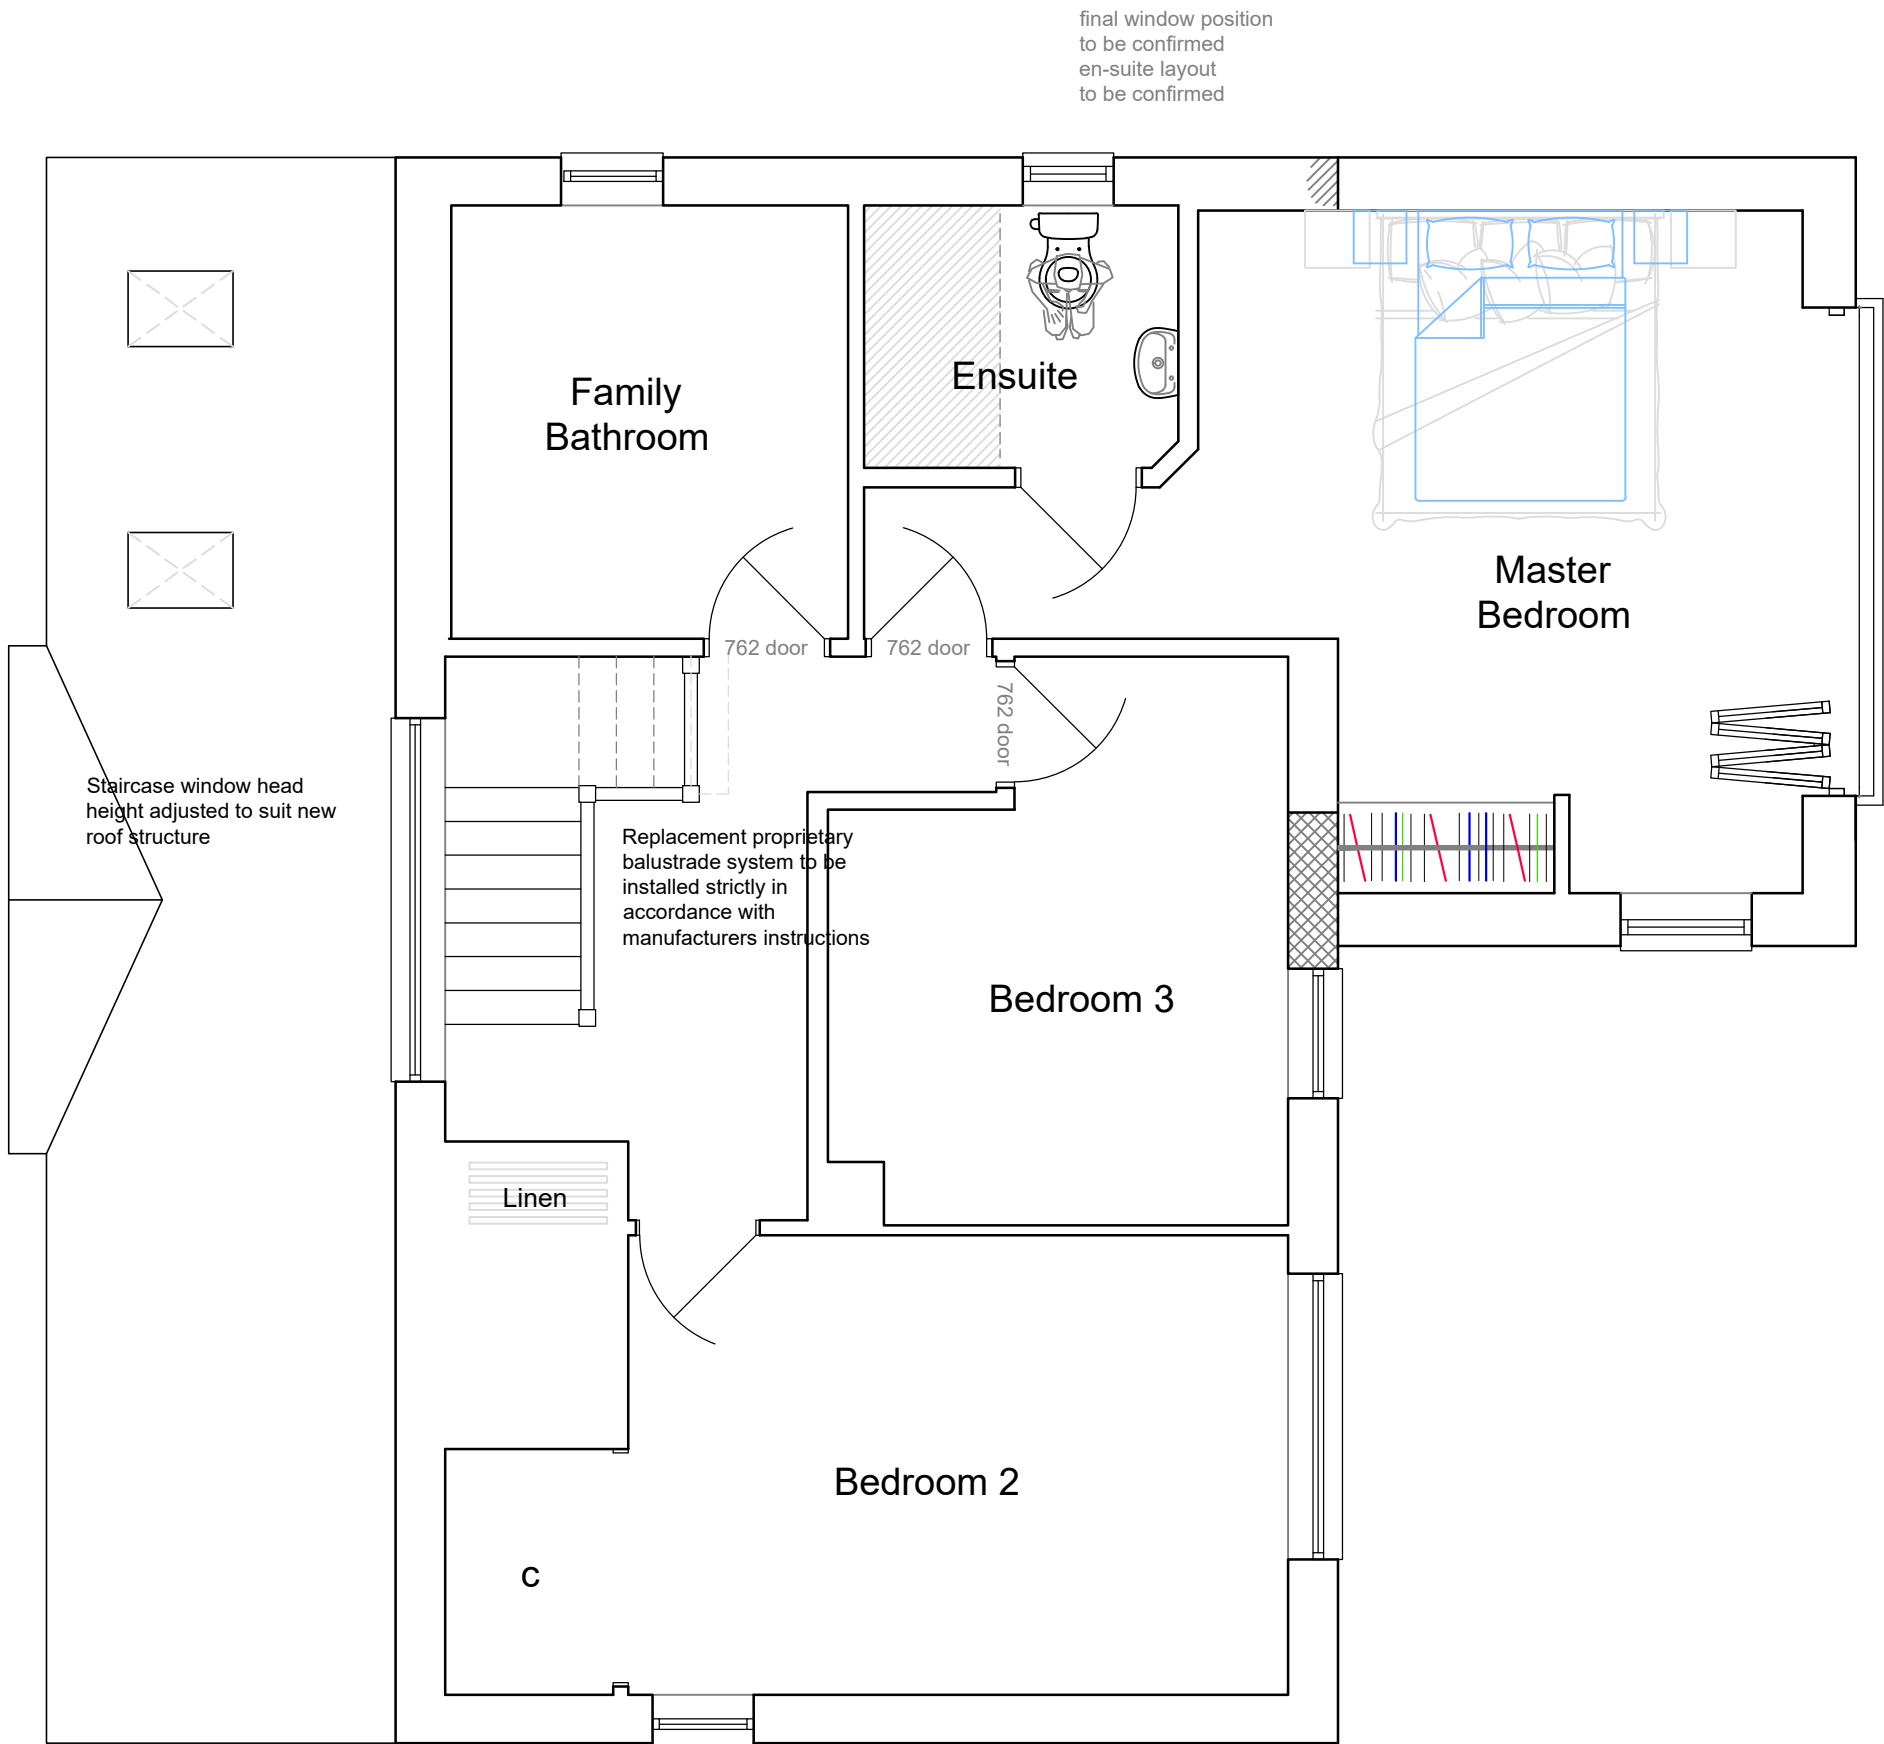 final window position
to be confirmed
en-suite layout
to be confirmed
Family
Bathroom
Ensuite
Master
Bedroom
762 door
762 door
762 door
Staircase window head
height adjusted to suit new
roof structure
Replacement proprietary
balustrade system to be
installed strictly in
accordance with
manufacturers instructions
Bedroom 3
Linen
Bedroom 2
c